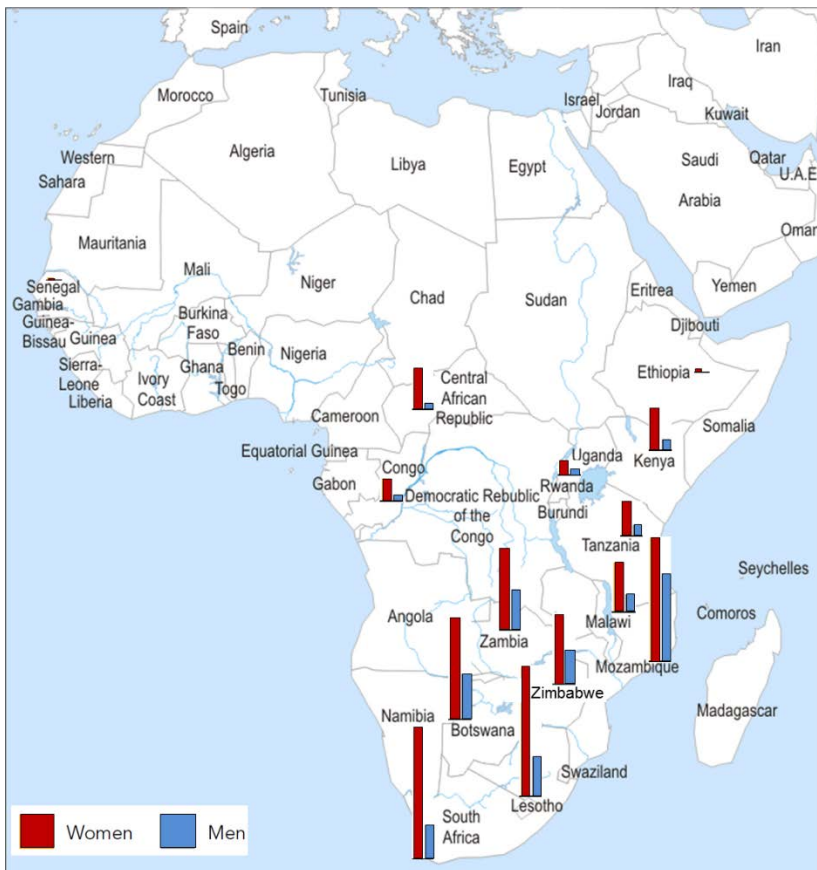 Spain
Iran
Morocco
Tunisia
Israel
Iraq
Jordan
Kuwait
Algeria
Libya
Egypt
Western
Sahara
Saudi
Arabia
Qatar
U.A.E
Oman
Mauritania
Mali
Niger
Chad
Sudan
Eritrea
Yemen
Djibouti
Senegal
Gambia
Guinea-
Bissau
Guinea
Burkina
Faso
Benin
Nigeria
Ghana
Togo
Ivory
Coast
Sierra-
Leone
Liberia
Central
African
Republic
Cameroon
Ethiopia
Somalia
Equatorial Guinea
Gabon
Congo
Democratic Republic
of the
Congo
Uganda
Kenya
Rwanda
Burundi
Tanzania
Seychelles
Comoros
Angola
Zambia
Malawi
Mozambique
Zimbabwe
Madagascar
Namibia
Botswana
Swaziland
Lesotho
South
Africa
Women
Men